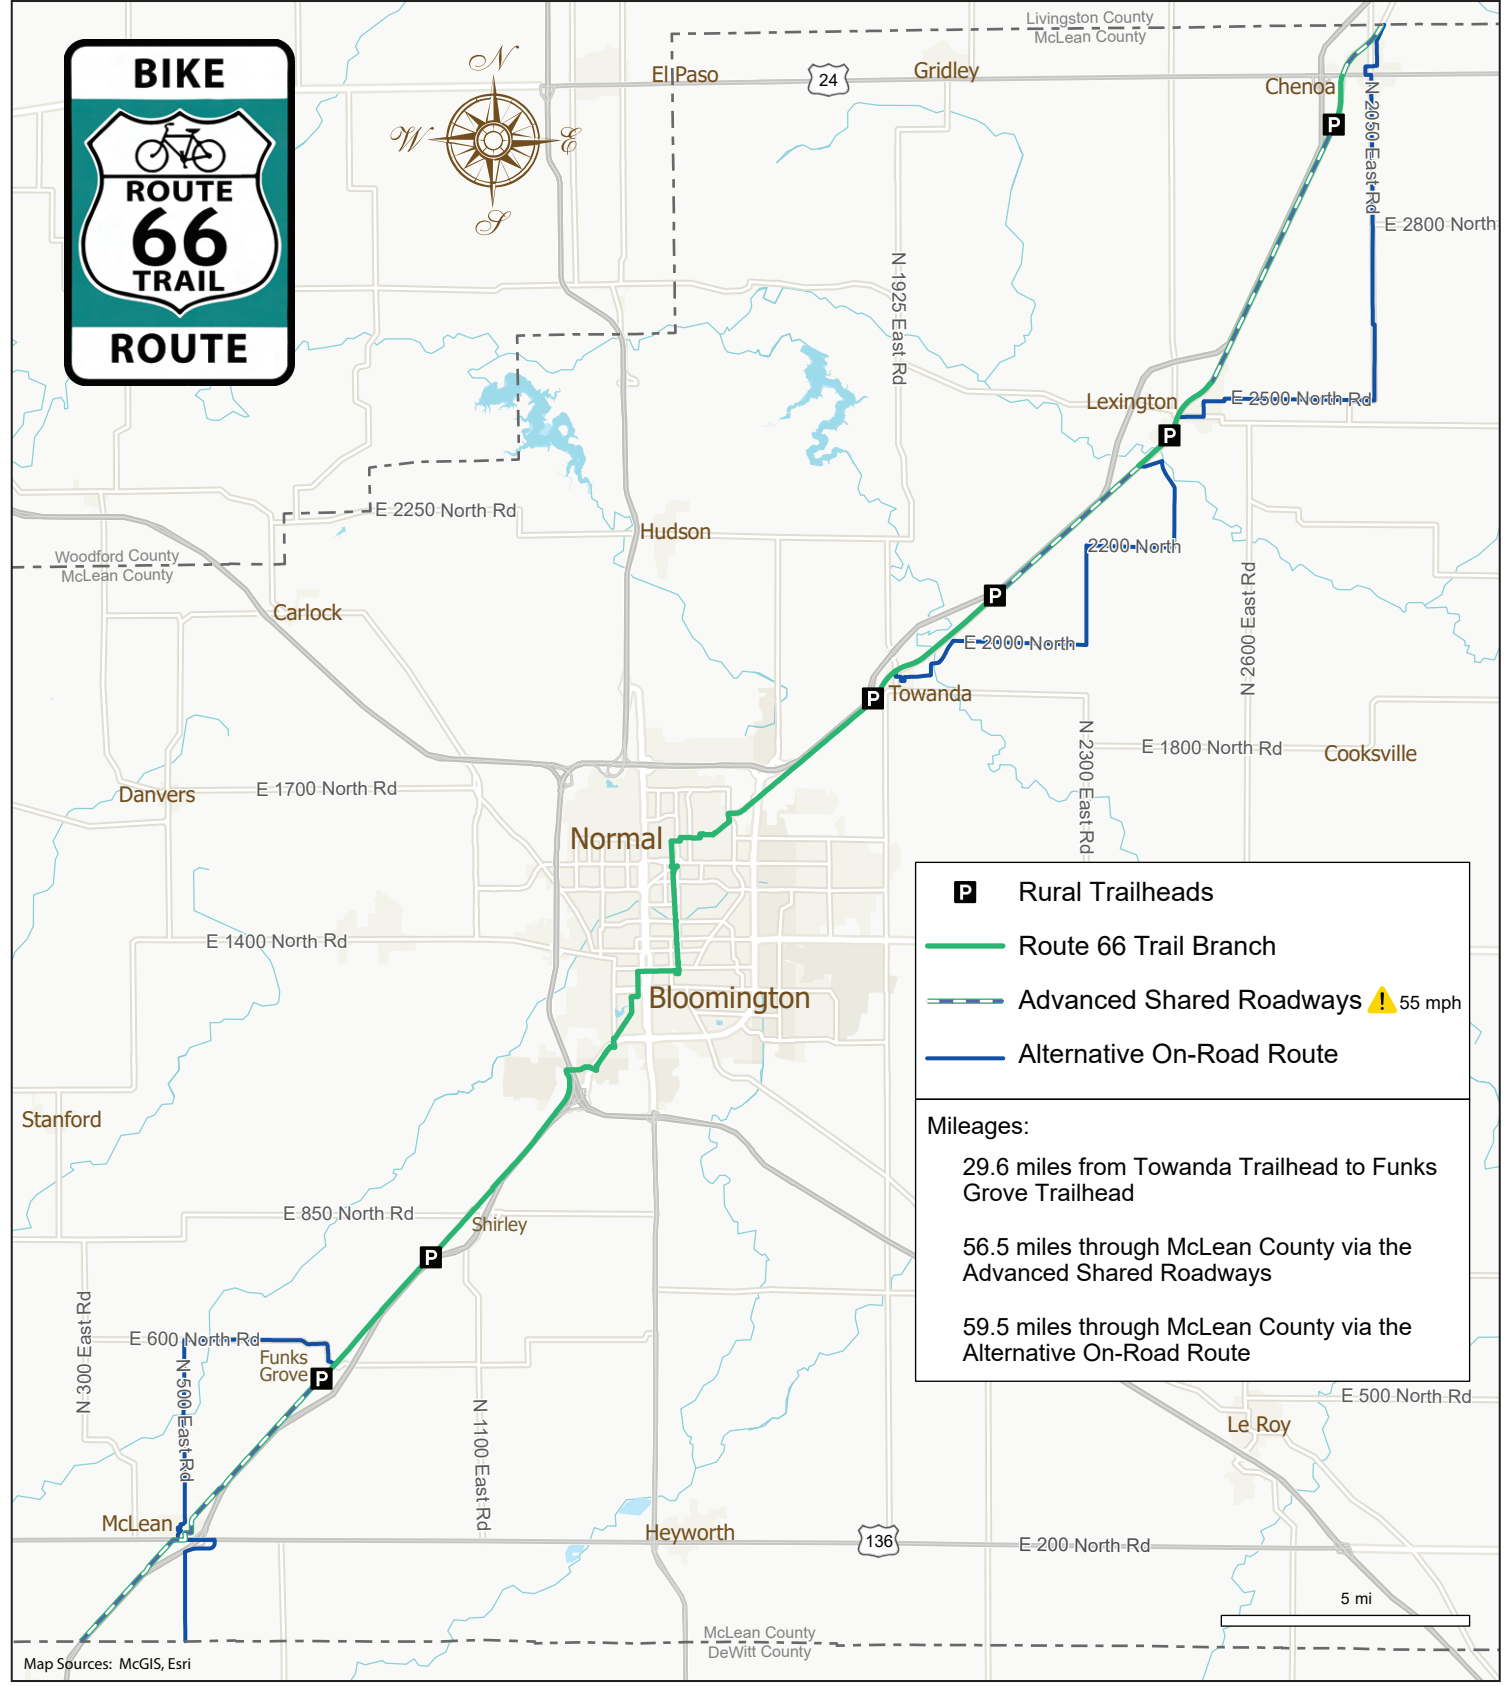 Livingston County
McLean County
BIKE
ROUTE
66
TRAIL
ROUTE
N
W
E
S
El Paso
24
Gridley
Chenoa
P
N 2050 East Rd
E 2800 North
N 1925 East Rd
Lexington
E 2500 North Rd
P
E 2250 North Rd
Hudson
2200 North
Woodford County
McLean County
Carlock
P
N 2600 East Rd
E 2000 North
P
Towanda
N 2300 East Rd
E 1800 North Rd
Cooksville
Danvers
E 1700 North Rd
Normal
E 1400 North Rd
Bloomington
P
Rural Trailheads
Route 66 Trail Branch
Advanced Shared Roadways ! 55 mph
Alternative On-Road Route
Mileages:
29.6 miles from Towanda Trailhead to Funks
Grove Trailhead
56.5 miles through McLean County via the
Advanced Shared Roadways
59.5 miles through McLean County via the
Alternative On-Road Route
Stanford
E 850 North Rd
Shirley
P
N 300 East Rd
E 600 North Rd
Funks
Grove
P
N 500 East Rd
N 1100 East Rd
E 500 North Rd
Le Roy
McLean
Heyworth
136
E 200 North Rd
5 mi
McLean County
DeWitt County
Map Sources: McGIS, Esri